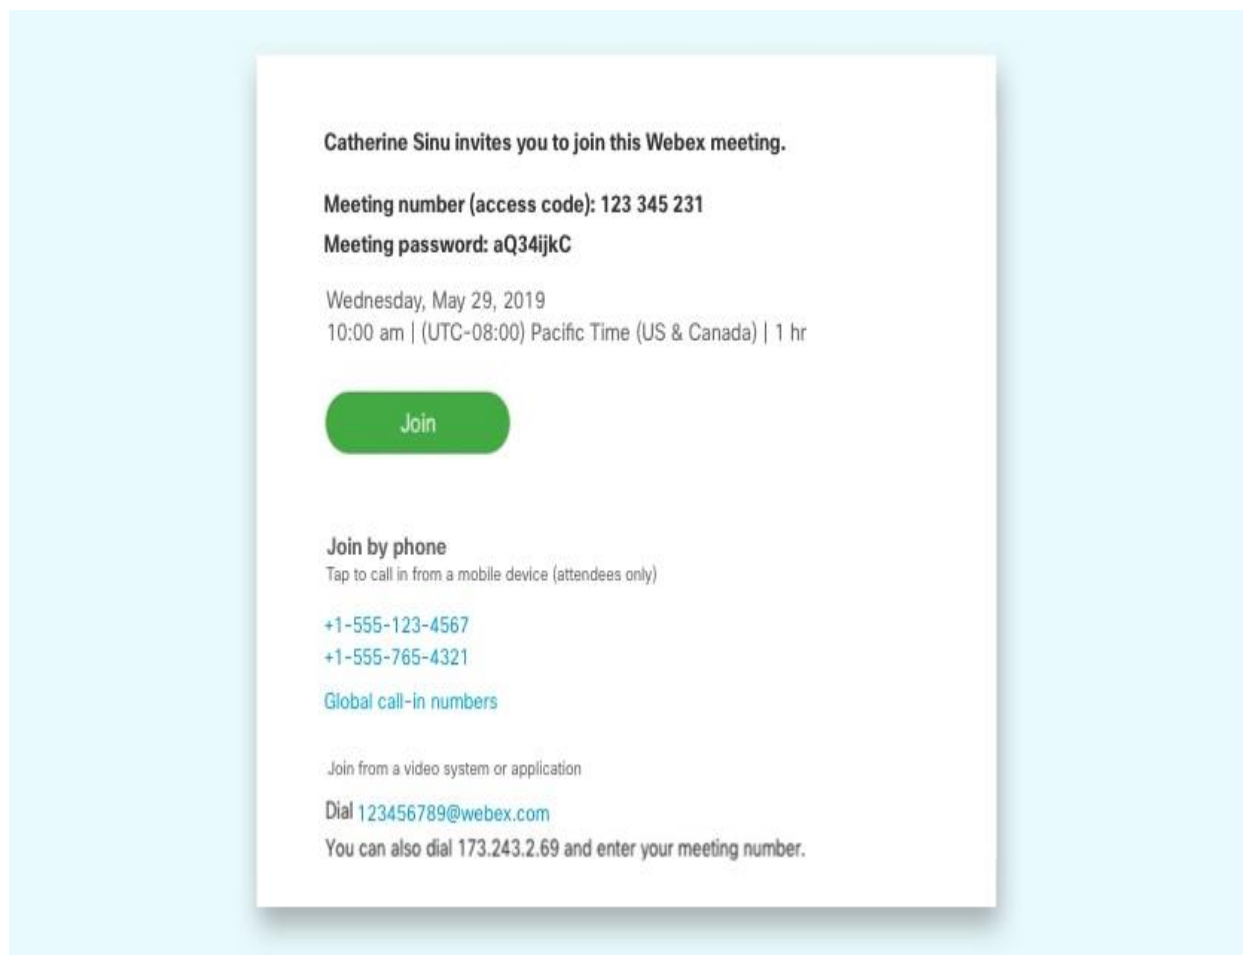 Catherine Sinu invites you to join this Webex meeting.
Meeting number (access code): 123 345 231
Meeting password: aQ34ijkC
Wednesday, May 29, 2019
10:00 am | (UTC-08:00) Pacific Time (US & Canada) | 1 hr
Join
Join by phone
Tap to call in from a mobile device (attendees only)
+1-555-123-4567
+1-555-765-4321
Global call-in numbers
Join from a video system or application
Dial 123456789@webex.com
You can also dial 173.243.2.69 and enter your meeting number.